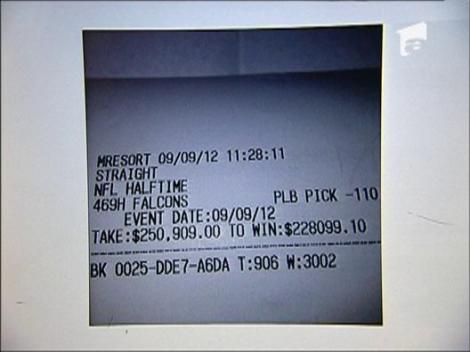 MRESORT 09/09/12 11:28:11
STRAIGHT
NFL HALFTIME
469H FALCONS PLB PICK -110
EVENT DATE:09/09/12
TAKE:$250,909.00 TO WIN:$228099.10
BK 0025-DDE7-A6DA T:906 W:3002